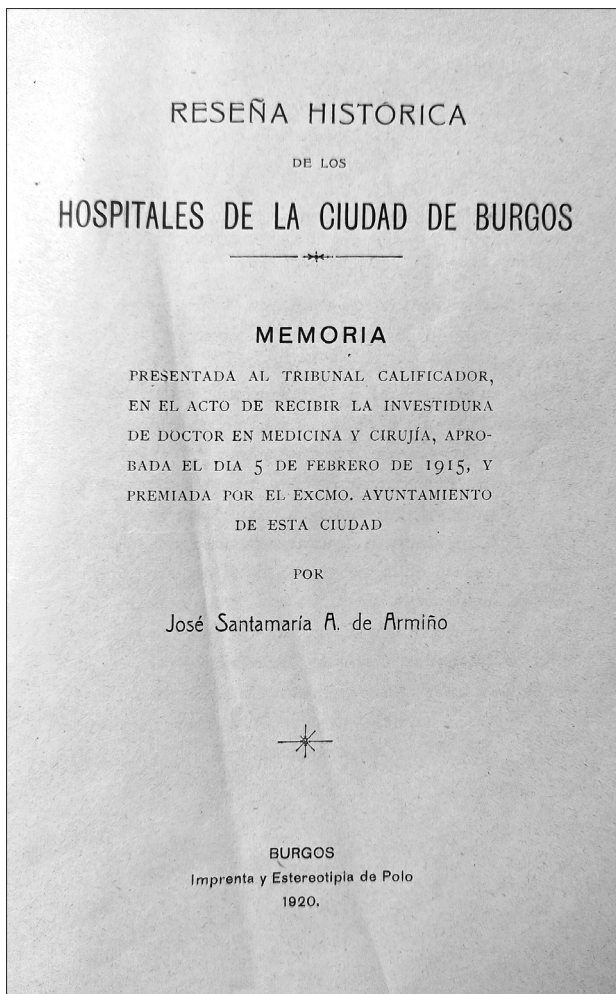 RESEÑA HISTÓRICA
DE LOS
HOSPITALES DE LA CIUDAD DE BURGOS
MEMORIA
PRESENTADA AL TRIBUNAL CALIFICADOR,
EN EL ACTO DE RECIBIR LA INVESTIDURA
DE DOCTOR EN MEDICINA Y CIRUJÍA, APRO-
BADA EL DIA 5 DE FEBRERO DE 1915, Y
PREMIADA POR EL EXCMO. AYUNTAMIENTO
DE ESTA CIUDAD
POR
José Santamaría A. de Armiño
BURGOS
Imprenta y Estereotipia de Polo
1920.